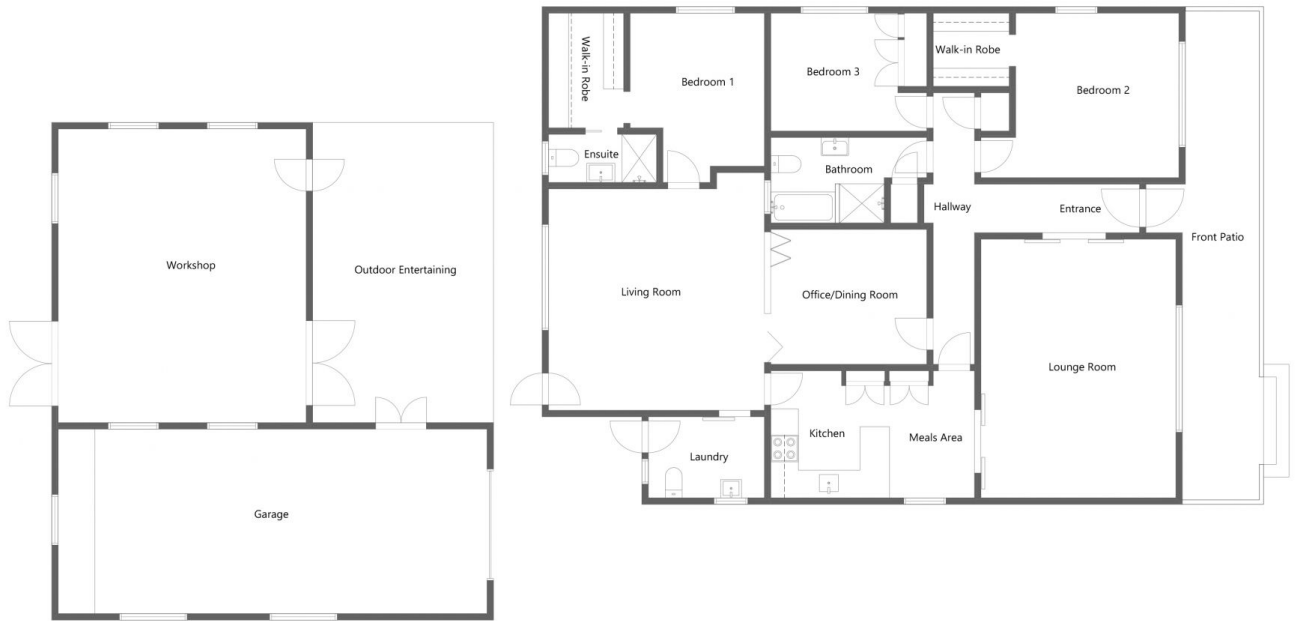 Walk-in Robe
Bedroom 1
Bedroom 3
Walk-in Robe
Bedroom 2
Ensuite
Bathroom
Hallway
Entrance
Front Patio
Workshop
Outdoor Entertaining
Living Room
Office/Dining Room
Lounge Room
Kitchen
Meals Area
Laundry
Garage